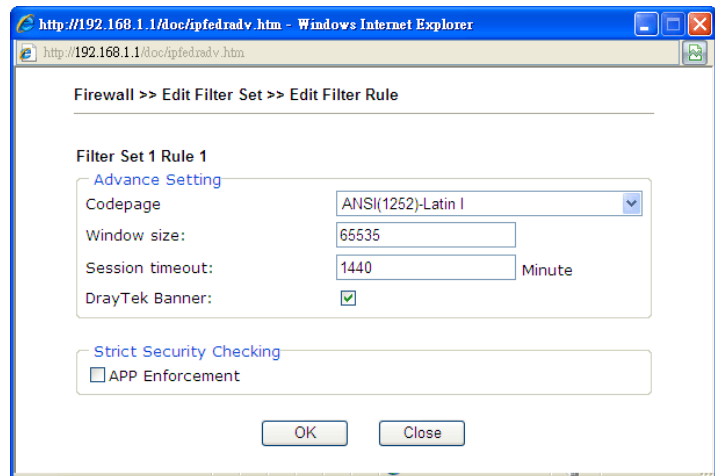 http://192.168.1.1/doc/ipfedradv.htm - Windows Internet Explorer
http://192.168.1.1/doc/ipfedradv.htm
Firewall >> Edit Filter Set >> Edit Filter Rule
Filter Set 1 Rule 1
Advance Setting
Codepage ANSI(1252)-Latin I
Window size: 65535
Session timeout: 1440 Minute
DrayTek Banner:
Strict Security Checking
APP Enforcement
OK Close